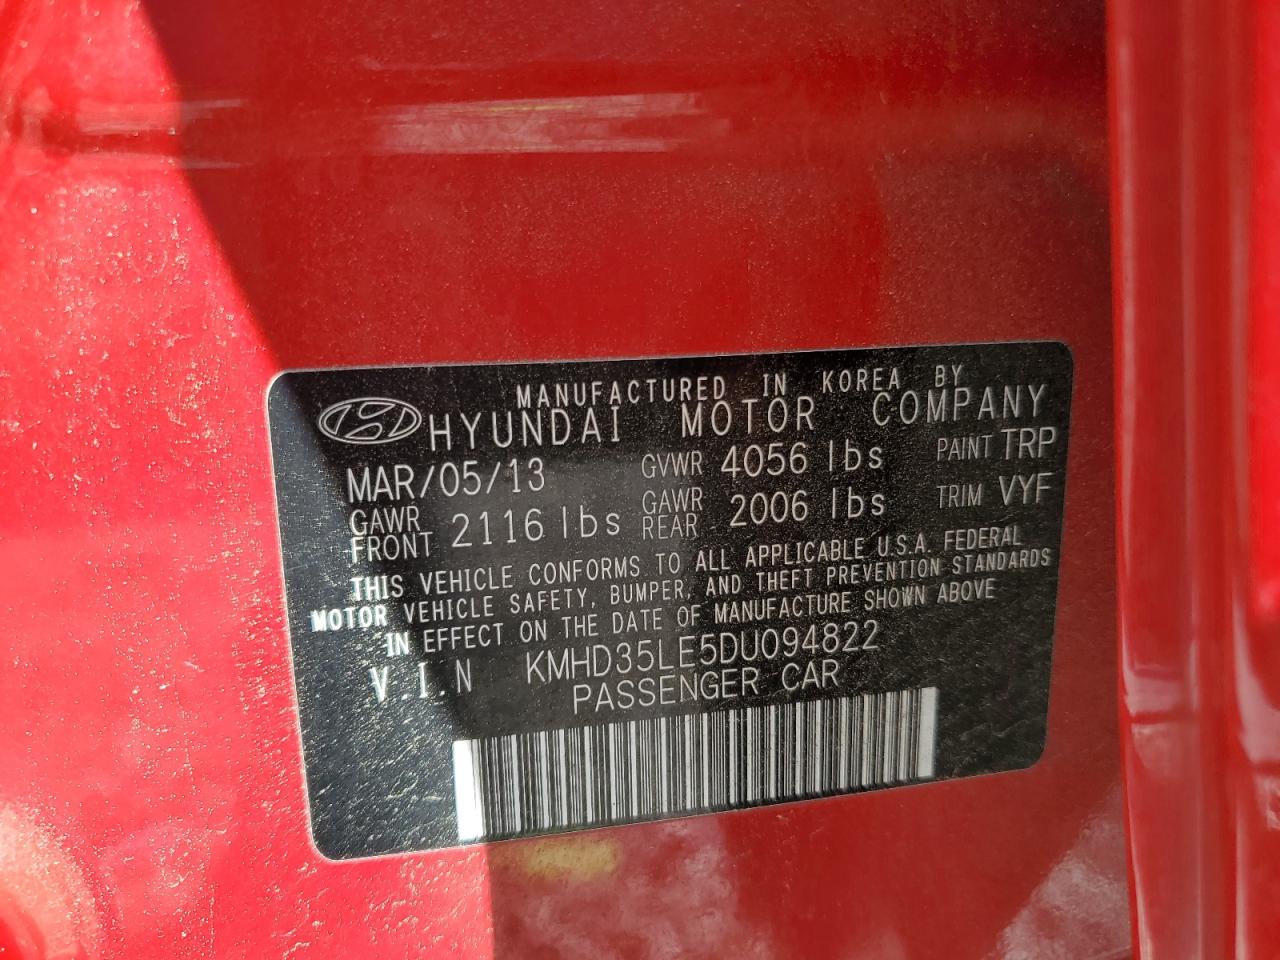 MANUFACTURED IN KOREA BY
HYUNDAI MOTOR COMPANY
MAR/05/13 GVWR 4056 lbs PAINT TRP
GAWR FRONT 2116 lbs GAWR REAR 2006 lbs TRIM VYF
THIS VEHICLE CONFORMS TO ALL APPLICABLE U.S.A. FEDERAL
MOTOR VEHICLE SAFETY, BUMPER, AND THEFT PREVENTION STANDARDS
IN EFFECT ON THE DATE OF MANUFACTURE SHOWN ABOVE
V.I.N KMHD35LE5DU094822
PASSENGER CAR